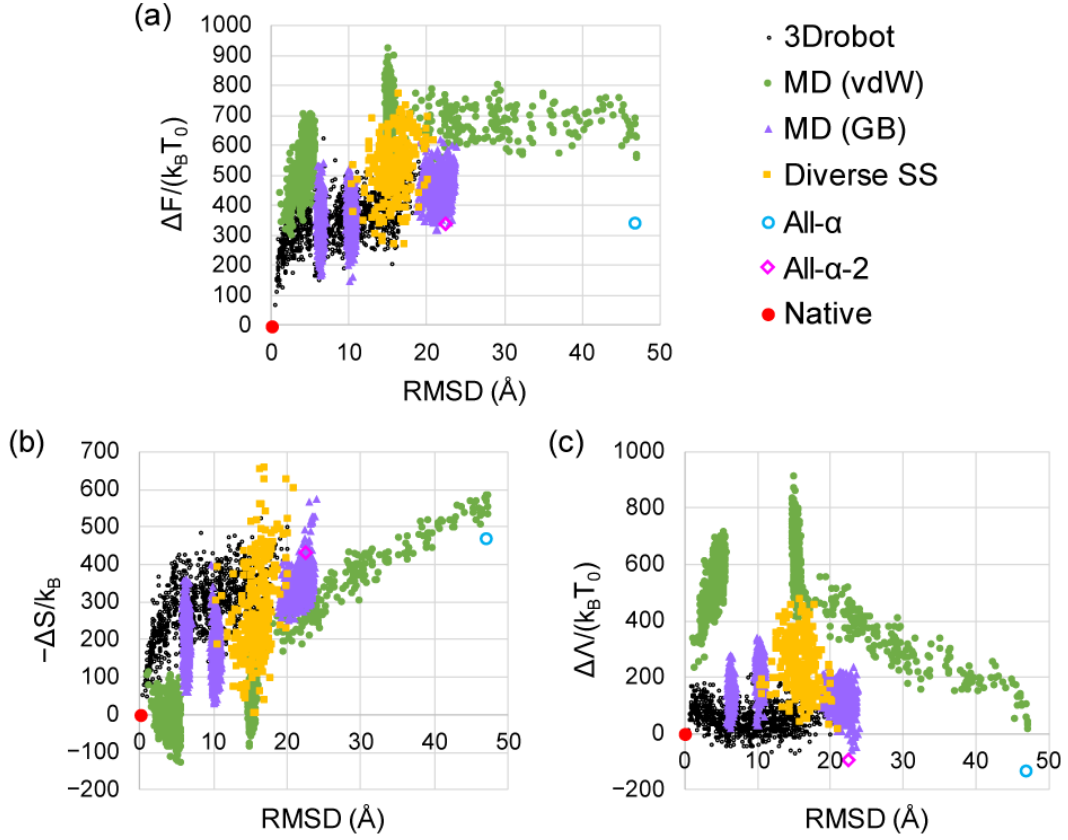 (a)
ΔF/(k_BT_0)
1000
900
800
700
600
500
400
300
200
100
0
0 10 20 30 40 50
RMSD (Å)
3Drobot
MD (vdW)
MD (GB)
Diverse SS
All-α
All-α-2
Native
(b)
−ΔS/k_B
700
600
500
400
300
200
100
0
−100
−200
0 10 20 30 40 50
RMSD (Å)
(c)
ΔΛ/(k_BT_0)
1000
800
600
400
200
0
−200
0 10 20 30 40 50
RMSD (Å)